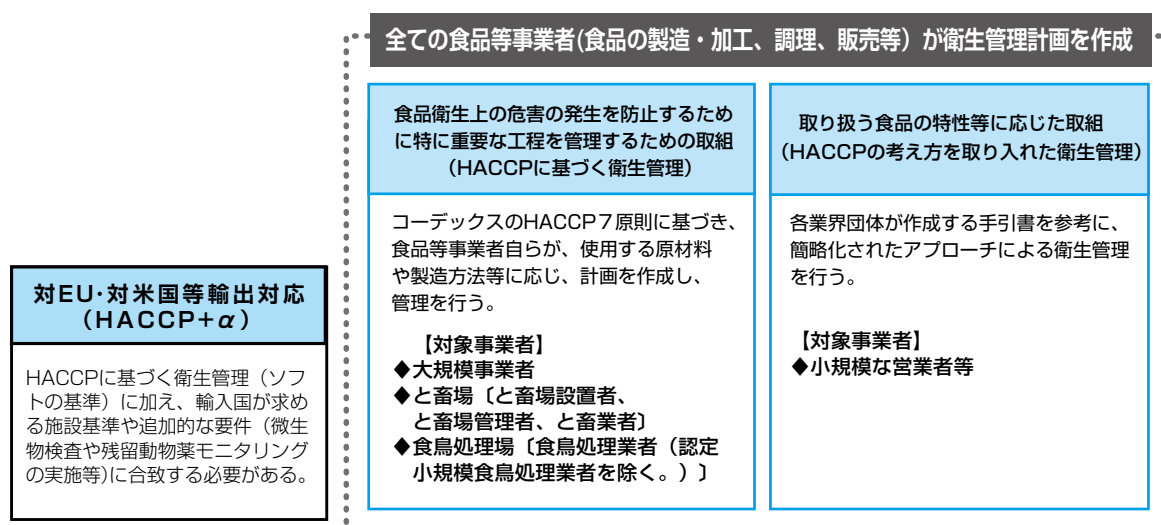 全ての食品等事業者(食品の製造・加工、調理、販売等）が衛生管理計画を作成
食品衛生上の危害の発生を防止するため
に特に重要な工程を管理するための取組
（HACCPに基づく衛生管理）
コーデックスのHACCP７原則に基づき、
食品等事業者自らが、使用する原材料
や製造方法等に応じ、計画を作成し、
管理を行う。
【対象事業者】
◆大規模事業者
◆と畜場〔と畜場設置者、
と畜場管理者、と畜業者〕
◆食鳥処理場〔食鳥処理業者（認定
小規模食鳥処理業者を除く。）〕
取り扱う食品の特性等に応じた取組
（HACCPの考え方を取り入れた衛生管理）
各業界団体が作成する手引書を参考に、
簡略化されたアプローチによる衛生管理
を行う。
【対象事業者】
◆小規模な営業者等
対EU・対米国等輸出対応
（HACCP+α）
HACCPに基づく衛生管理（ソフ
トの基準）に加え、輸入国が求め
る施設基準や追加的な要件（微生
物検査や残留動物薬モニタリング
の実施等)に合致する必要がある。